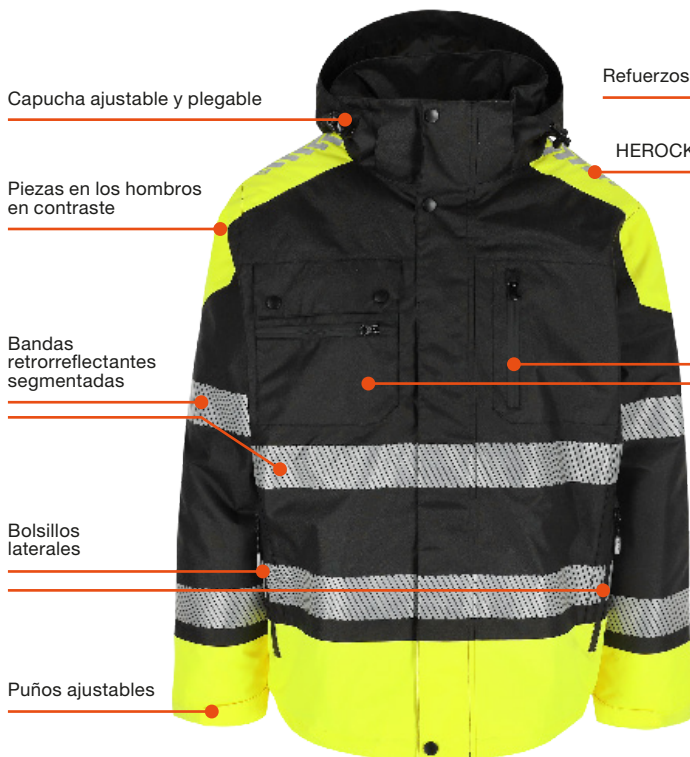 Capucha ajustable y plegable
Piezas en los hombros
en contraste
Bandas
retrorreflectantes
segmentadas
Bolsillos
laterales
Puños ajustables
Refuerzos
HEROCK